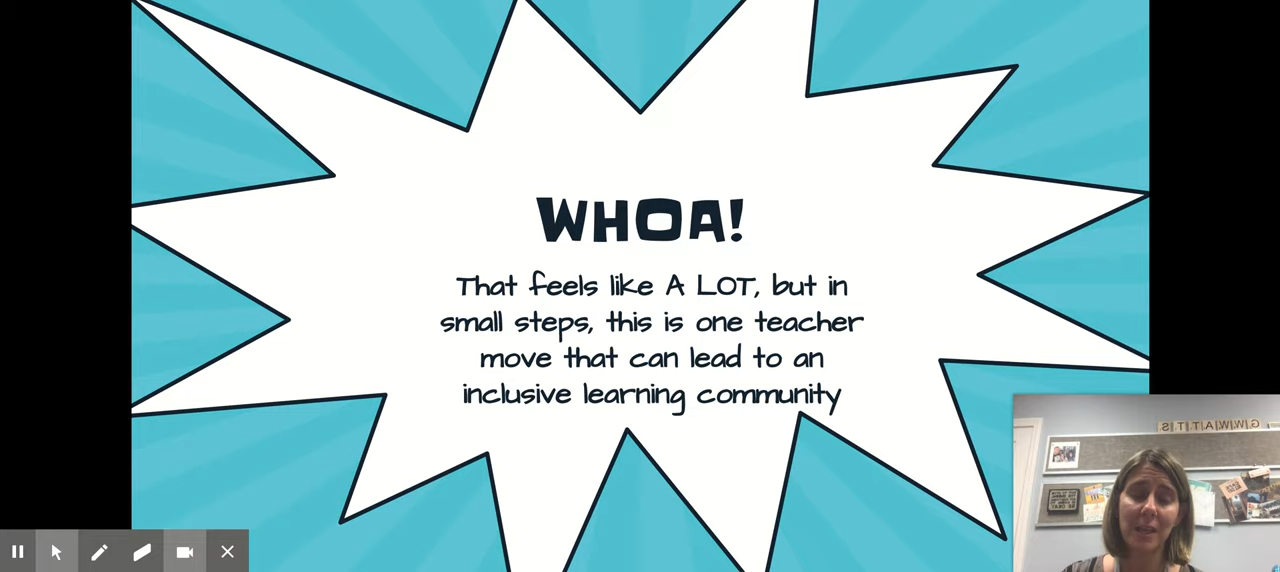 WHOA!
That feels like A LOT, but in
small steps, this is one teacher
move that can lead to an
inclusive learning community